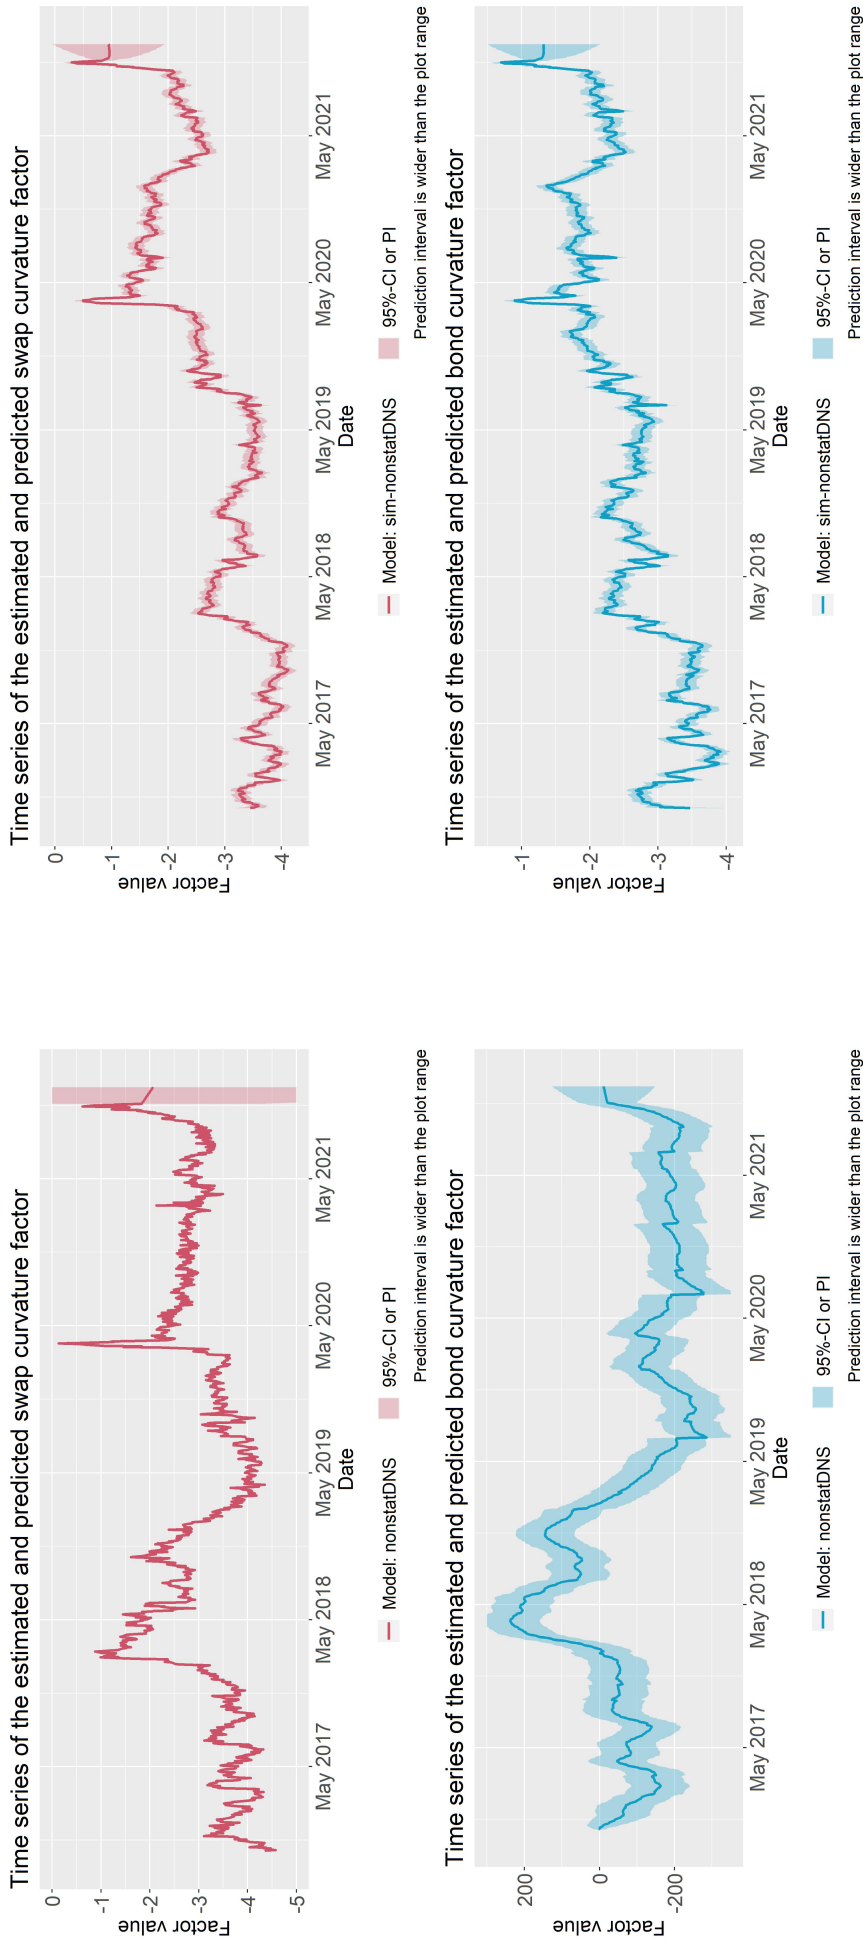 Time series of the estimated and predicted swap curvature factor
Factor value
0
-1
-2
-3
-4
-5
May 2017
May 2018
May 2019
May 2020
May 2021
Date
Model: nonstatDNS
95%-CI or PI
Prediction interval is wider than the plot range
Time series of the estimated and predicted swap curvature factor
Factor value
0
-1
-2
-3
-4
May 2017
May 2018
May 2019
May 2020
May 2021
Date
Model: sim-nonstatDNS
95%-CI or PI
Prediction interval is wider than the plot range
Time series of the estimated and predicted bond curvature factor
Factor value
200
0
-200
May 2017
May 2018
May 2019
May 2020
May 2021
Date
Model: nonstatDNS
95%-CI or PI
Prediction interval is wider than the plot range
Time series of the estimated and predicted bond curvature factor
Factor value
-1
-2
-3
-4
May 2017
May 2018
May 2019
May 2020
May 2021
Date
Model: sim-nonstatDNS
95%-CI or PI
Prediction interval is wider than the plot range